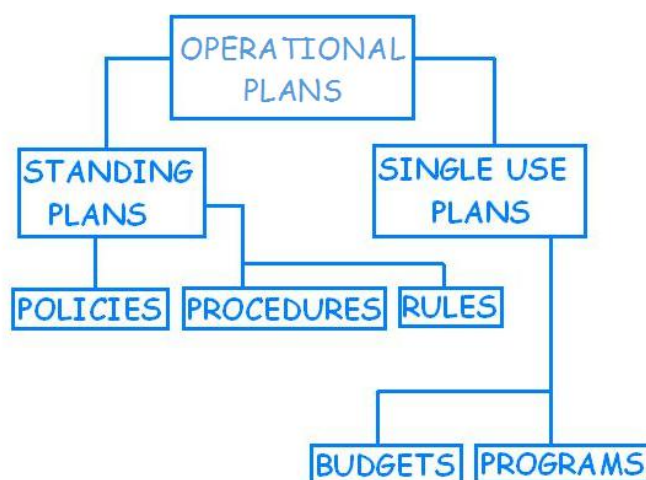 OPERATIONAL
PLANS
STANDING
PLANS
SINGLE USE
PLANS
POLICIES
PROCEDURES
RULES
BUDGETS
PROGRAMS